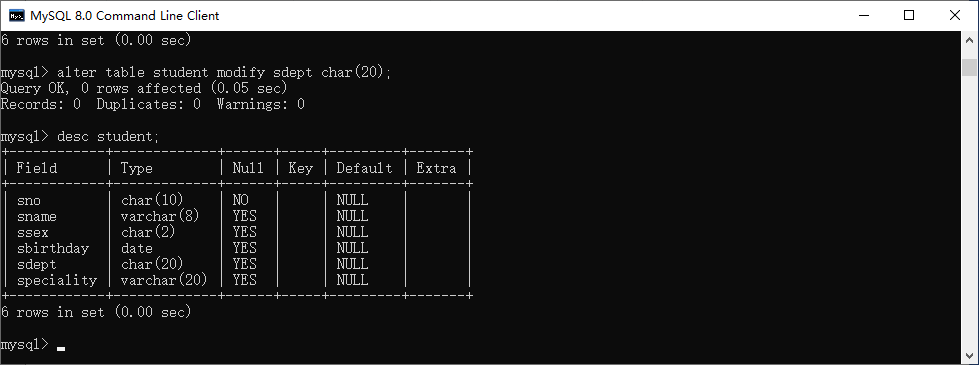 MySQL 8.0 Command Line Client
6 rows in set (0.00 sec)
mysql> alter table student modify sdept char(20);
Query OK, 0 rows affected (0.05 sec)
Records: 0  Duplicates: 0  Warnings: 0
mysql> desc student;
+------------+-------------+------+-----+---------+-------+
| Field      | Type        | Null | Key | Default | Extra |
+------------+-------------+------+-----+---------+-------+
| sno        | char(10)    | NO   |     | NULL    |       |
| sname      | varchar(8)  | YES  |     | NULL    |       |
| ssex       | char(2)     | YES  |     | NULL    |       |
| sbirthday  | date        | YES  |     | NULL    |       |
| sdept      | char(20)    | YES  |     | NULL    |       |
| speciality | varchar(20) | YES  |     | NULL    |       |
+------------+-------------+------+-----+---------+-------+
6 rows in set (0.00 sec)
mysql>